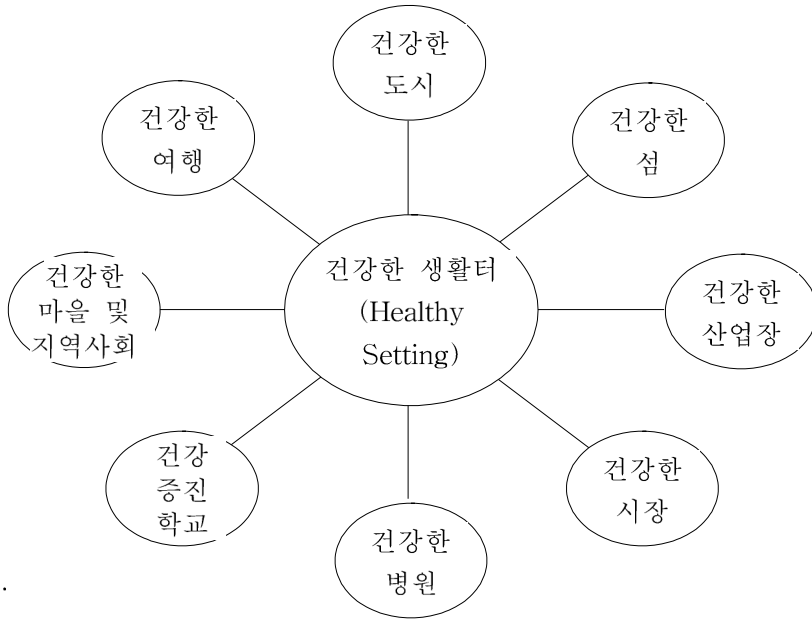 건강한
도시
건강한
여행
건강한
섬
건강한 생활터
(Healthy
Setting)
건강한
마을 및
지역사회
건강한
산업장
건강
증진
학교
건강한
시장
건강한
병원
.